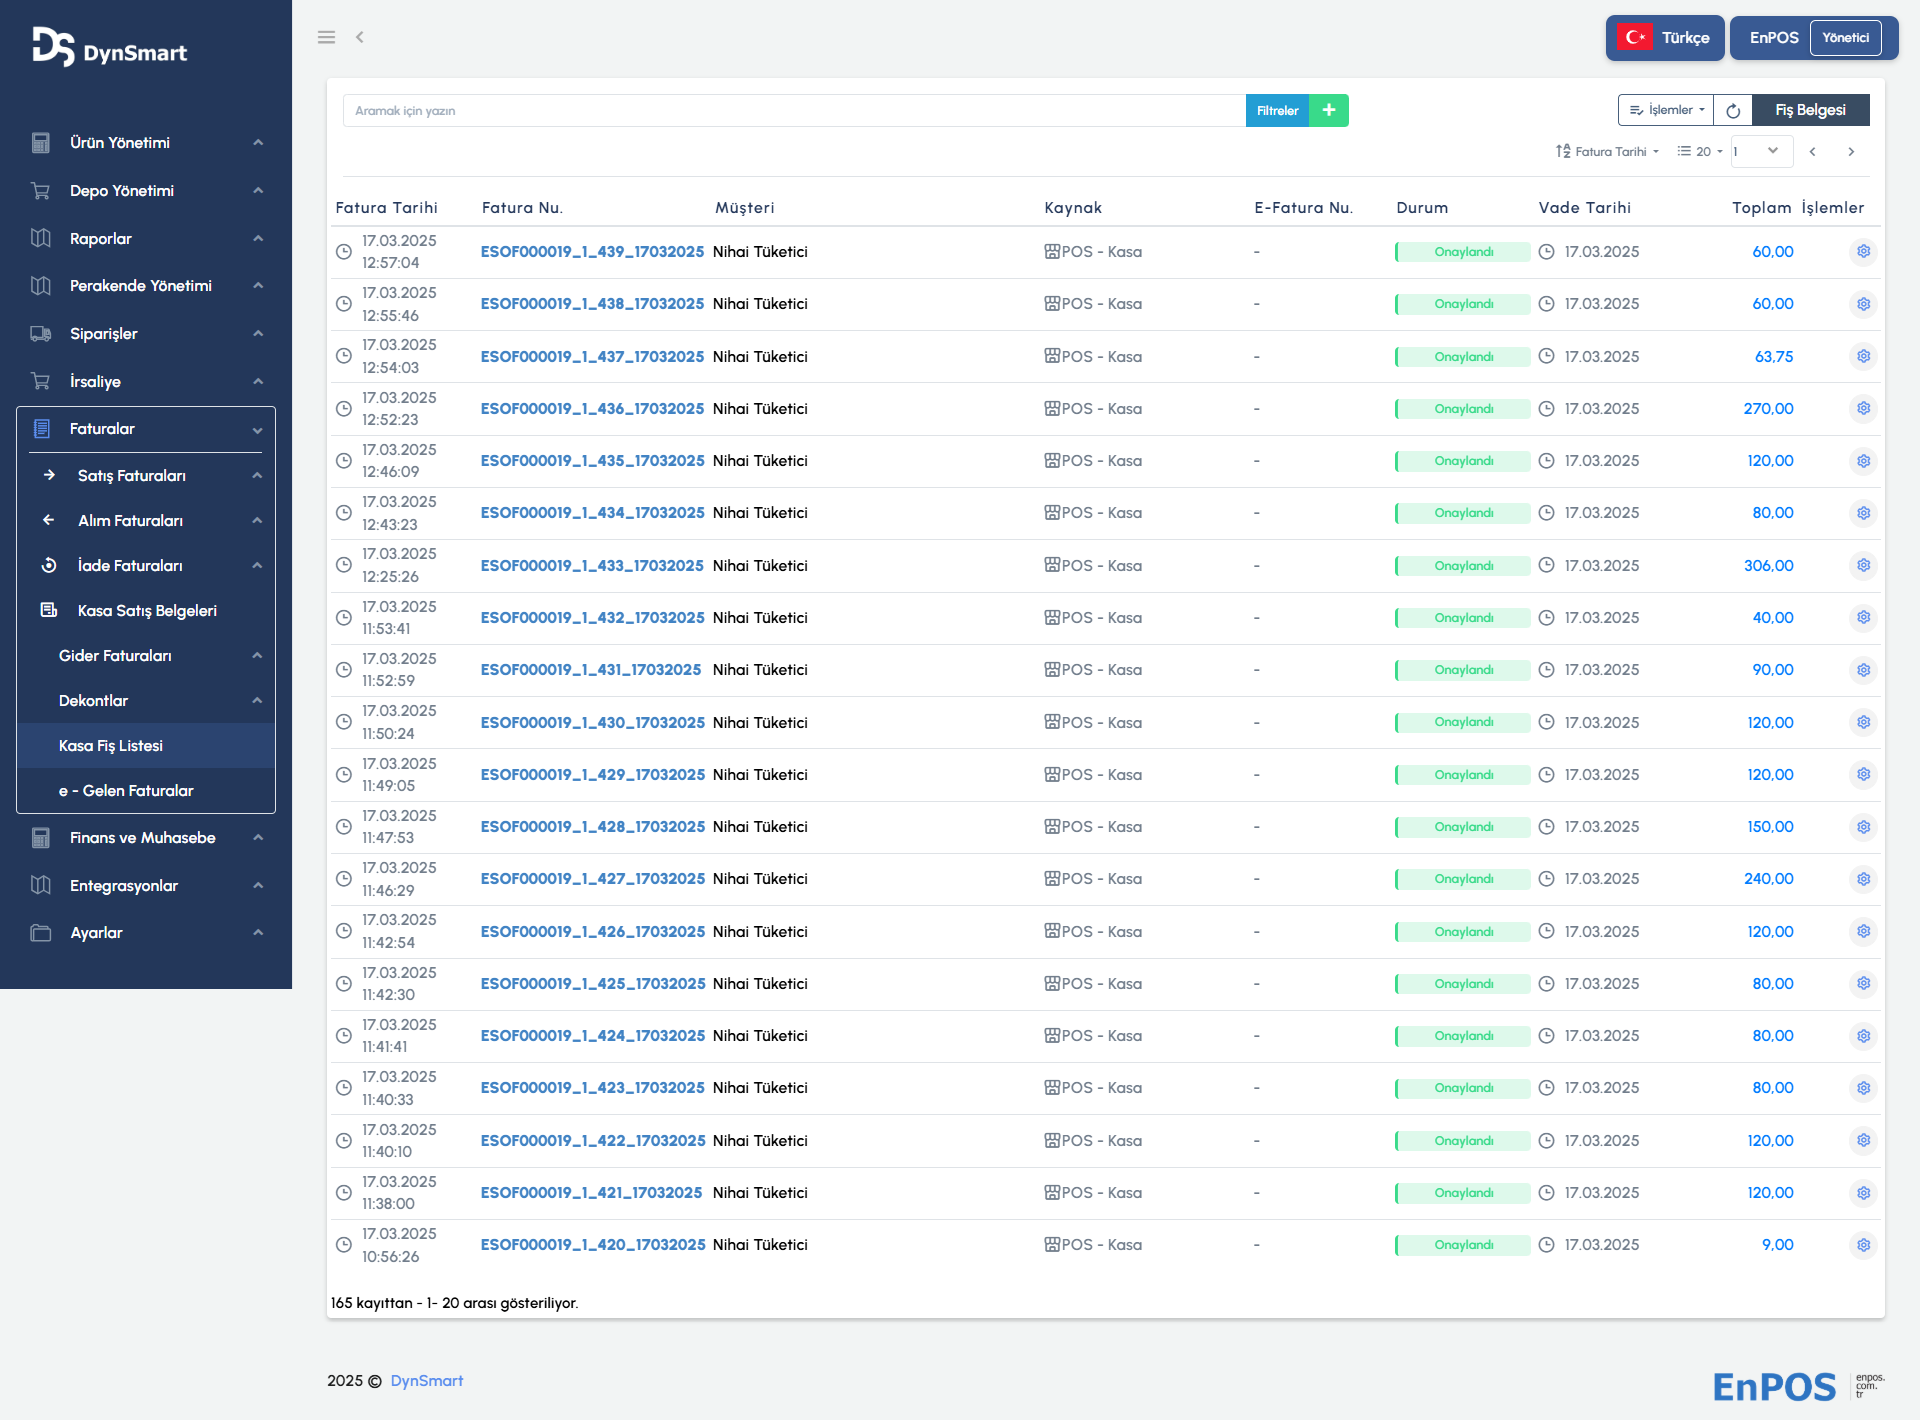 DynSmart
Türkçe
EnPOS Yönetici
Ürün Yönetimi
Depo Yönetimi
Raporlar
Perakende Yönetimi
Siparişler
İrsaliye
Faturalar
Satış Faturaları
Alım Faturaları
İade Faturaları
Kasa Satış Belgeleri
Gider Faturaları
Dekontlar
Kasa Fiş Listesi
e - Gelen Faturalar
Finans ve Muhasebe
Entegrasyonlar
Ayarlar
Aramak için yazın Filtreler + İşlemler Fiş Belgesi
Fatura Tarihi 20 1
Fatura Tarihi Fatura Nu. Müşteri Kaynak E-Fatura Nu. Durum Vade Tarihi Toplam İşlemler
17.03.2025 12:57:04 ESOF000019_1_439_17032025 Nihai Tüketici POS - Kasa - Onaylandı 17.03.2025 60,00
17.03.2025 12:55:46 ESOF000019_1_438_17032025 Nihai Tüketici POS - Kasa - Onaylandı 17.03.2025 60,00
17.03.2025 12:54:03 ESOF000019_1_437_17032025 Nihai Tüketici POS - Kasa - Onaylandı 17.03.2025 63,75
17.03.2025 12:52:23 ESOF000019_1_436_17032025 Nihai Tüketici POS - Kasa - Onaylandı 17.03.2025 270,00
17.03.2025 12:46:09 ESOF000019_1_435_17032025 Nihai Tüketici POS - Kasa - Onaylandı 17.03.2025 120,00
17.03.2025 12:43:23 ESOF000019_1_434_17032025 Nihai Tüketici POS - Kasa - Onaylandı 17.03.2025 80,00
17.03.2025 12:25:26 ESOF000019_1_433_17032025 Nihai Tüketici POS - Kasa - Onaylandı 17.03.2025 306,00
17.03.2025 11:53:41 ESOF000019_1_432_17032025 Nihai Tüketici POS - Kasa - Onaylandı 17.03.2025 40,00
17.03.2025 11:52:59 ESOF000019_1_431_17032025 Nihai Tüketici POS - Kasa - Onaylandı 17.03.2025 90,00
17.03.2025 11:50:24 ESOF000019_1_430_17032025 Nihai Tüketici POS - Kasa - Onaylandı 17.03.2025 120,00
17.03.2025 11:49:05 ESOF000019_1_429_17032025 Nihai Tüketici POS - Kasa - Onaylandı 17.03.2025 120,00
17.03.2025 11:47:53 ESOF000019_1_428_17032025 Nihai Tüketici POS - Kasa - Onaylandı 17.03.2025 150,00
17.03.2025 11:46:29 ESOF000019_1_427_17032025 Nihai Tüketici POS - Kasa - Onaylandı 17.03.2025 240,00
17.03.2025 11:42:54 ESOF000019_1_426_17032025 Nihai Tüketici POS - Kasa - Onaylandı 17.03.2025 120,00
17.03.2025 11:42:30 ESOF000019_1_425_17032025 Nihai Tüketici POS - Kasa - Onaylandı 17.03.2025 80,00
17.03.2025 11:41:41 ESOF000019_1_424_17032025 Nihai Tüketici POS - Kasa - Onaylandı 17.03.2025 80,00
17.03.2025 11:40:33 ESOF000019_1_423_17032025 Nihai Tüketici POS - Kasa - Onaylandı 17.03.2025 80,00
17.03.2025 11:40:10 ESOF000019_1_422_17032025 Nihai Tüketici POS - Kasa - Onaylandı 17.03.2025 120,00
17.03.2025 11:38:00 ESOF000019_1_421_17032025 Nihai Tüketici POS - Kasa - Onaylandı 17.03.2025 120,00
17.03.2025 10:56:26 ESOF000019_1_420_17032025 Nihai Tüketici POS - Kasa - Onaylandı 17.03.2025 9,00
165 kayıttan - 1- 20 arası gösteriliyor.
2025 © DynSmart
EnPOS enpos.
com.
tr